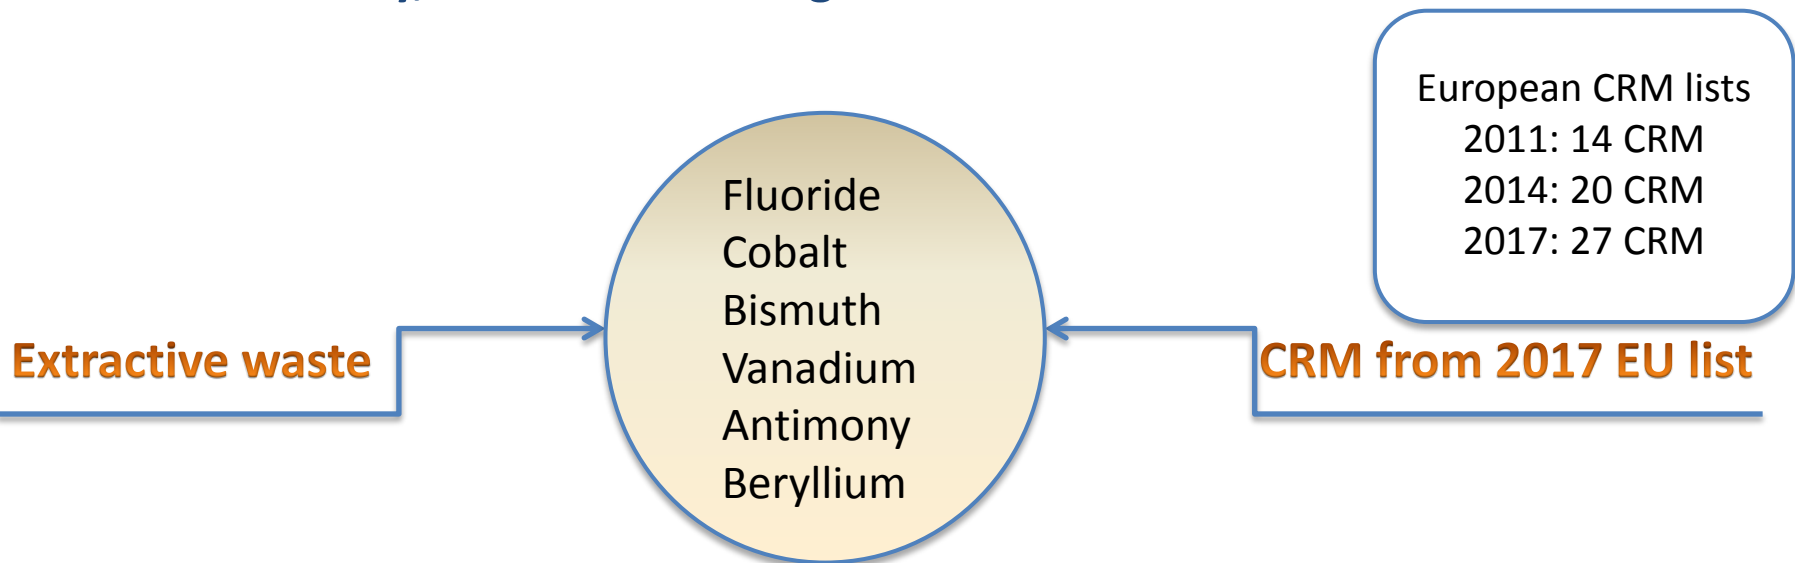 European CRM lists
2011: 14 CRM
2014: 20 CRM
2017: 27 CRM
Fluoride
Cobalt
Bismuth
Vanadium
Antimony
Beryllium
Extractive waste
CRM from 2017 EU list